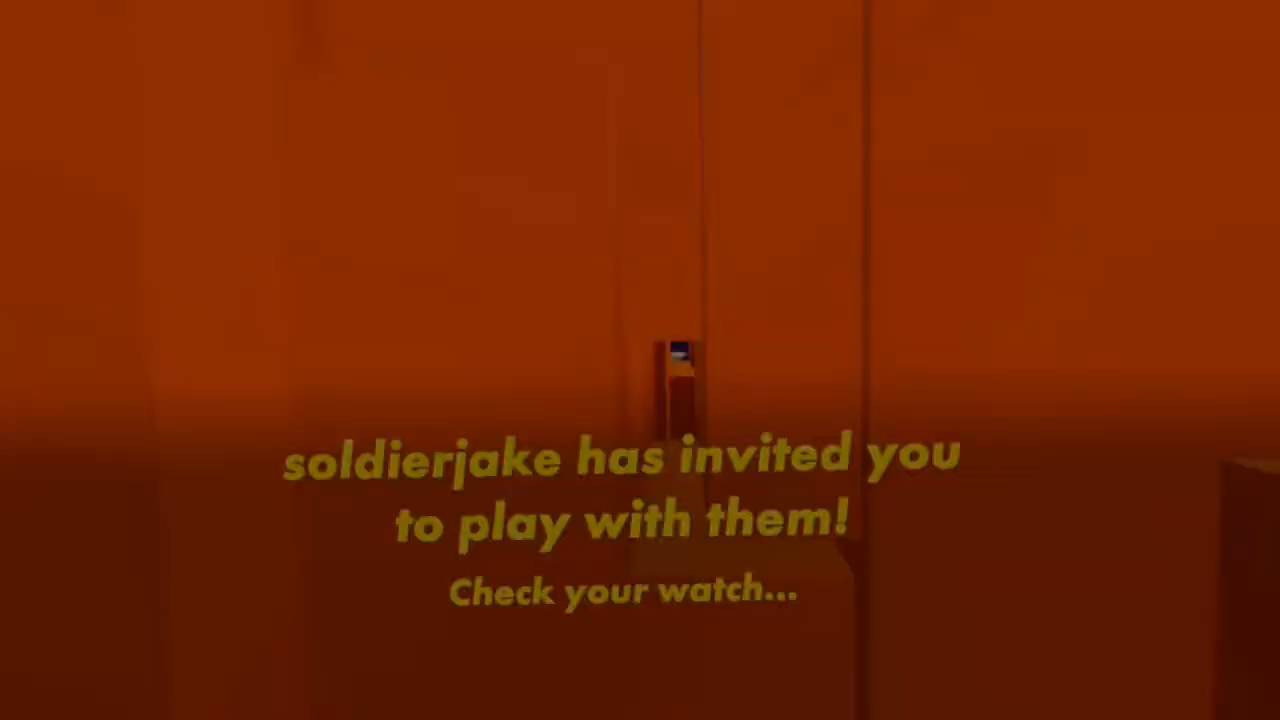 soldierjake has invited you
to play with them!
Check your watch...